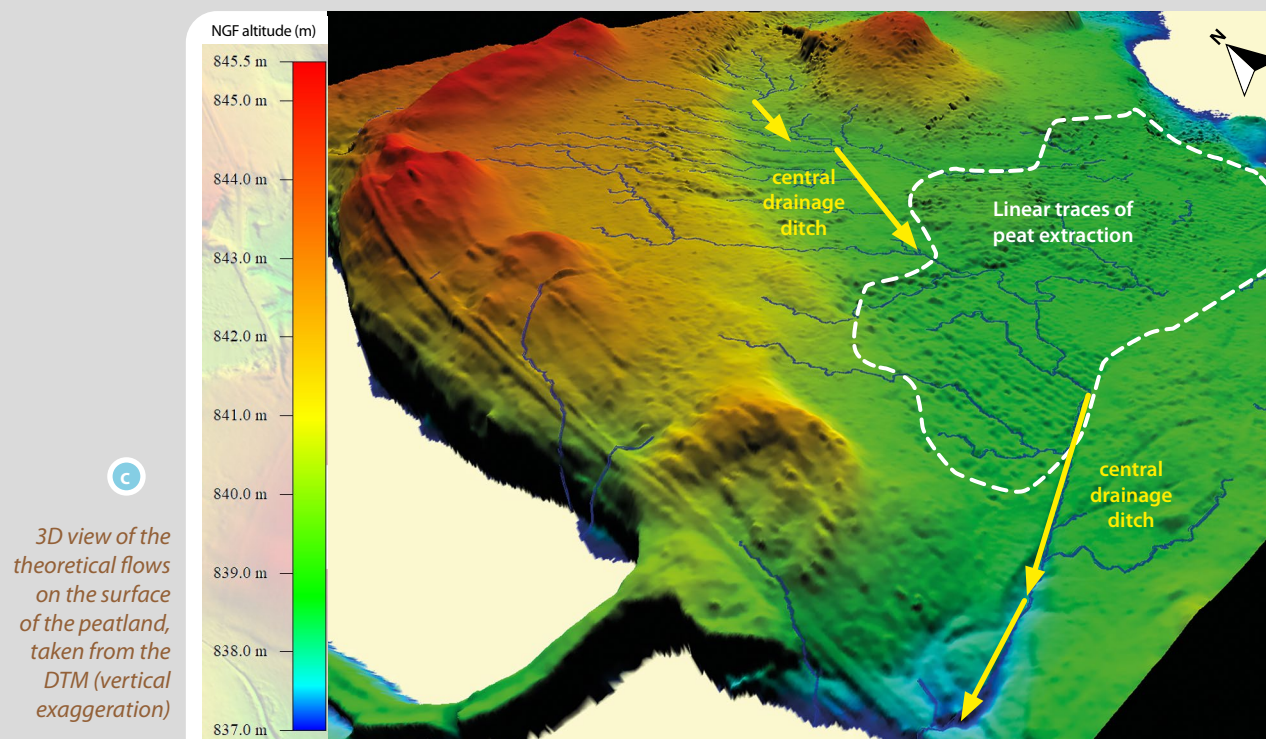 NGF altitude (m)
845.5 m
845.0 m
844.0 m
843.0 m
842.0 m
841.0 m
840.0 m
839.0 m
838.0 m
837.0 m
N
central
drainage
ditch
Linear traces of
peat extraction
central
drainage
ditch
c
3D view of the
theoretical flows
on the surface
of the peatland,
taken from the
DTM (vertical
exaggeration)